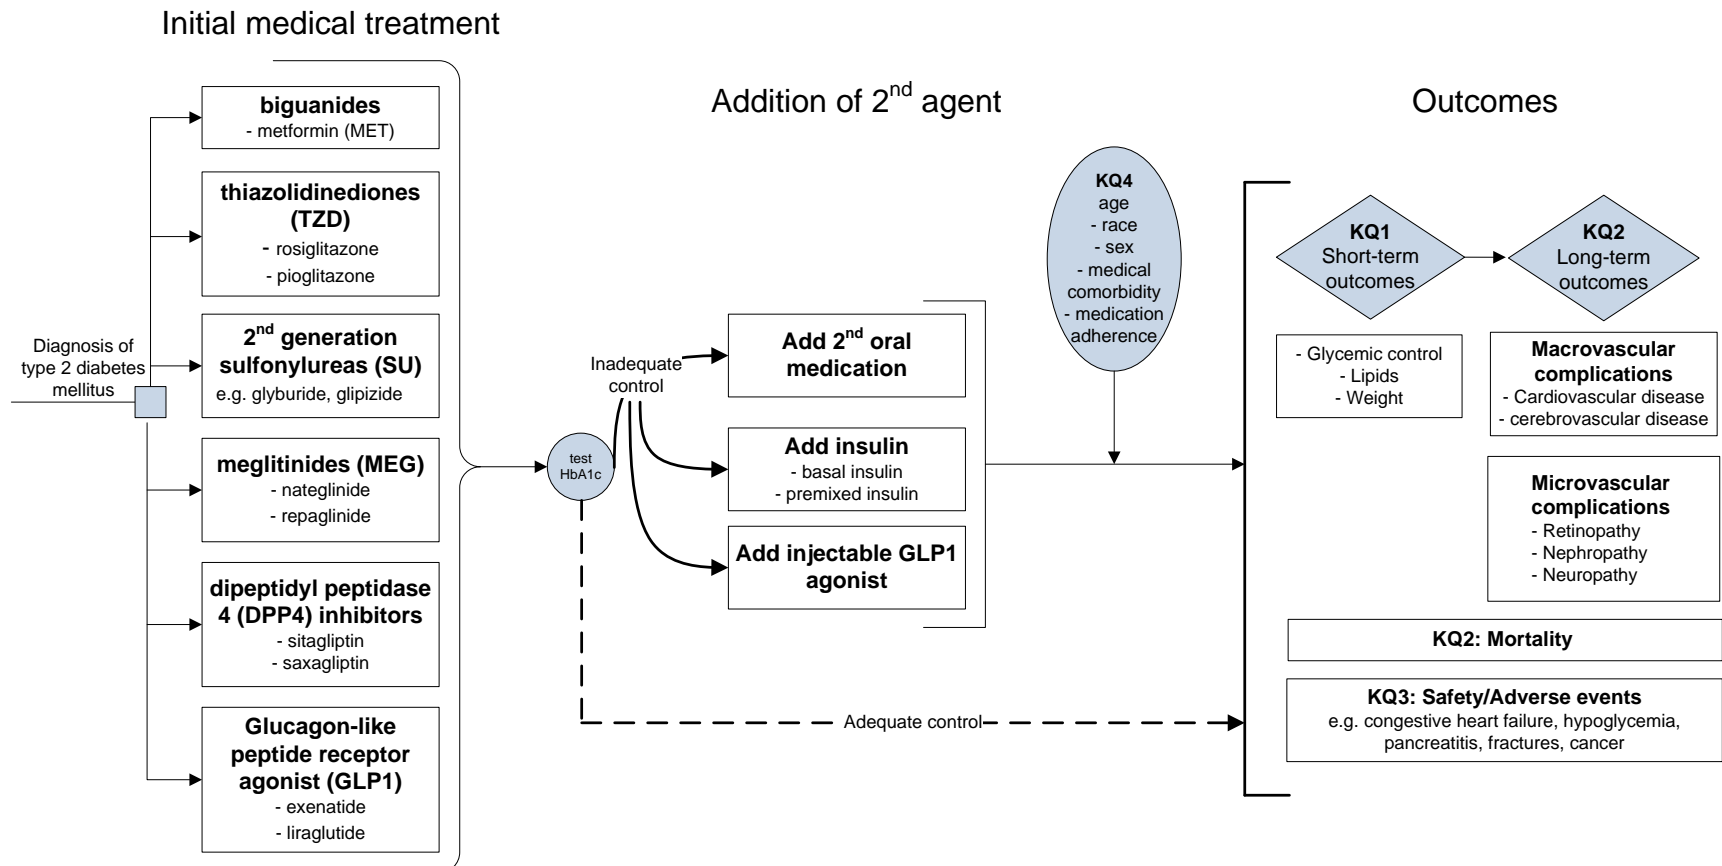 Initial medical treatment
biguanides
- metformin (MET)
thiazolidinediones
(TZD)
- rosiglitazone
- pioglitazone
2nd generation
sulfonylureas (SU)
e.g. glyburide, glipizide
Diagnosis of
type 2 diabetes
mellitus
meglitinides (MEG)
- nateglinide
- repaglinide
dipeptidyl peptidase
4 (DPP4) inhibitors
- sitagliptin
- saxagliptin
Glucagon-like
peptide receptor
agonist (GLP1)
- exenatide
- liraglutide
test
HbA1c
Inadequate
control
Adequate control
Addition of 2nd agent
Add 2nd oral
medication
Add insulin
- basal insulin
- premixed insulin
Add injectable GLP1
agonist
KQ4
age
- race
- sex
- medical
comorbidity
- medication
adherence
Outcomes
KQ1
Short-term
outcomes
KQ2
Long-term
outcomes
- Glycemic control
- Lipids
- Weight
Macrovascular
complications
- Cardiovascular disease
- cerebrovascular disease
Microvascular
complications
- Retinopathy
- Nephropathy
- Neuropathy
KQ2: Mortality
KQ3: Safety/Adverse events
e.g. congestive heart failure, hypoglycemia,
pancreatitis, fractures, cancer